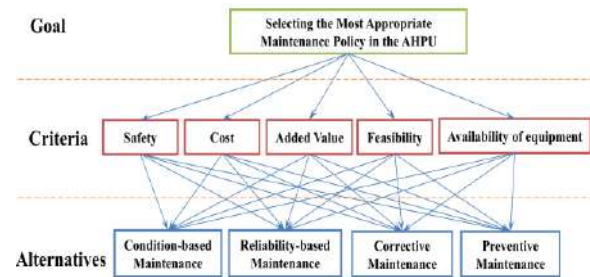 Goal
Selecting the Most Appropriate
Maintenance Policy in the AHPU
Criteria
Safety
Cost
Added Value
Feasibility
Availability of equipment
Alternatives
Condition-based
Maintenance
Reliability-based
Maintenance
Corrective
Maintenance
Preventive
Maintenance